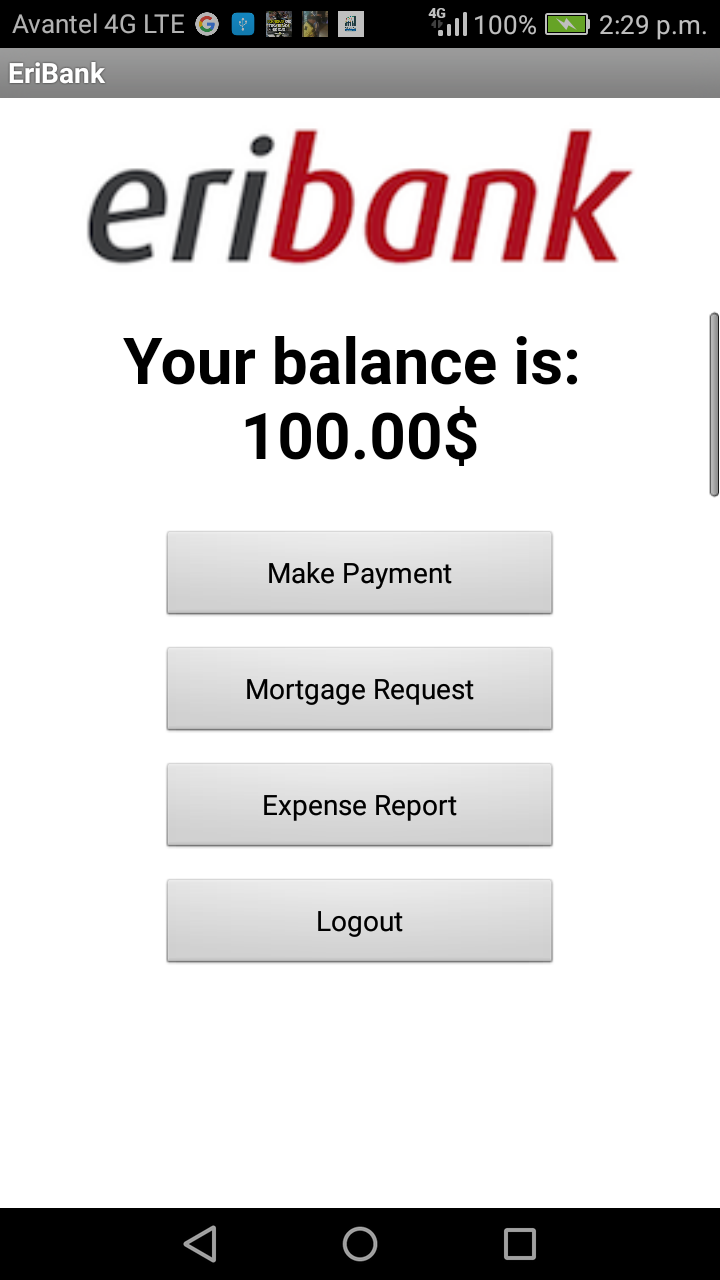 Avantel 4G LTE 4G 100% 2:29 p.m.
EriBank
eribank
Your balance is:
100.00$
Make Payment
Mortgage Request
Expense Report
Logout